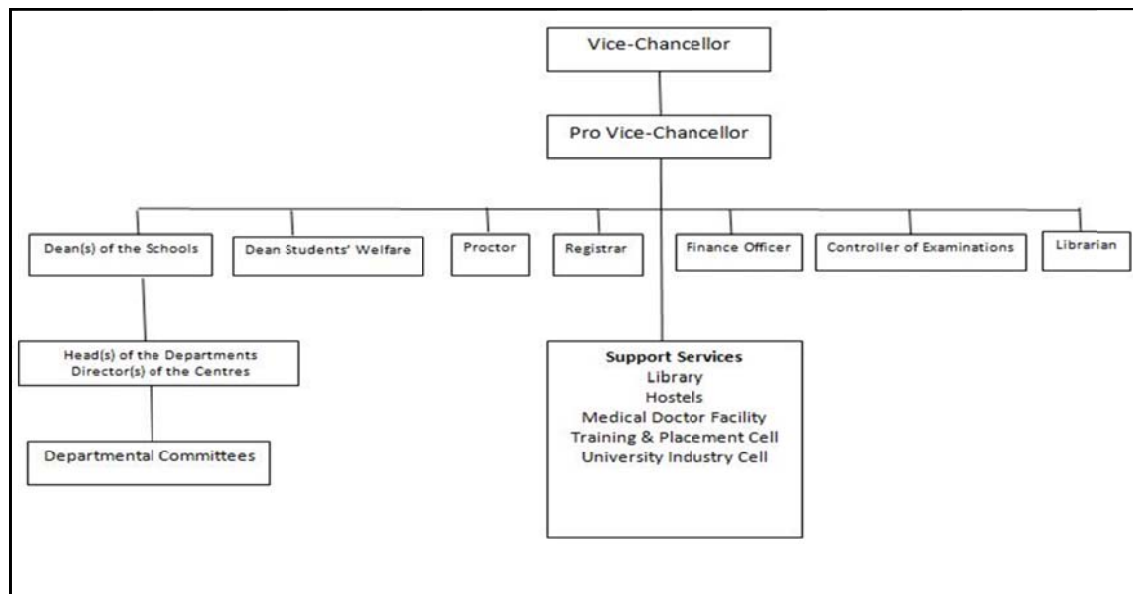 Vice-Chancellor
Pro Vice-Chancellor
Dean(s) of the Schools
Dean Students' Welfare
Proctor
Registrar
Finance Officer
Controller of Examinations
Librarian
Head(s) of the Departments
Director(s) of the Centres
Departmental Committees
Support Services
Library
Hostels
Medical Doctor Facility
Training & Placement Cell
University Industry Cell